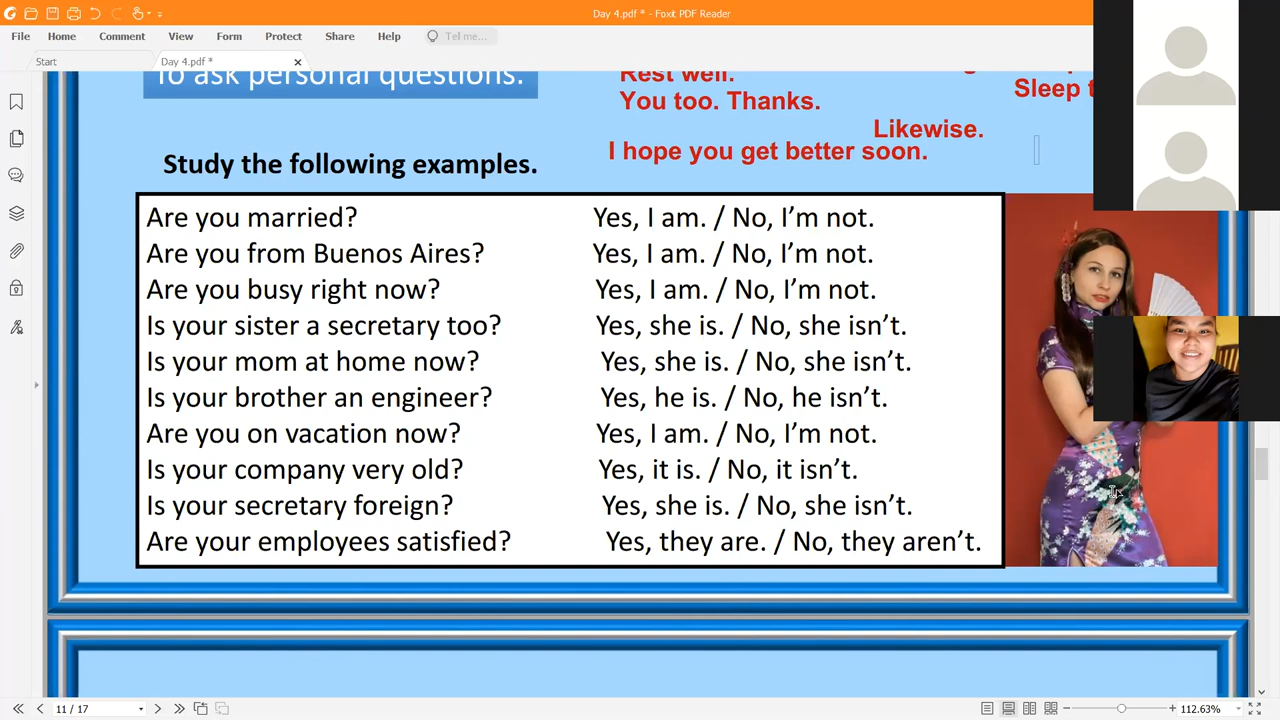 Day 4.pdf * - Foxit PDF Reader
File Home Comment View Form Protect Share Help Tell me...
Start Day 4.pdf *
To ask personal questions.
Rest well.
Sleep
You too. Thanks.
Likewise.
I hope you get better soon.
Study the following examples.
Are you married? Yes, I am. / No, I’m not.
Are you from Buenos Aires? Yes, I am. / No, I’m not.
Are you busy right now? Yes, I am. / No, I’m not.
Is your sister a secretary too? Yes, she is. / No, she isn’t.
Is your mom at home now? Yes, she is. / No, she isn’t.
Is your brother an engineer? Yes, he is. / No, he isn’t.
Are you on vacation now? Yes, I am. / No, I’m not.
Is your company very old? Yes, it is. / No, it isn’t.
Is your secretary foreign? Yes, she is. / No, she isn’t.
Are your employees satisfied? Yes, they are. / No, they aren’t.
11 / 17 112.63%